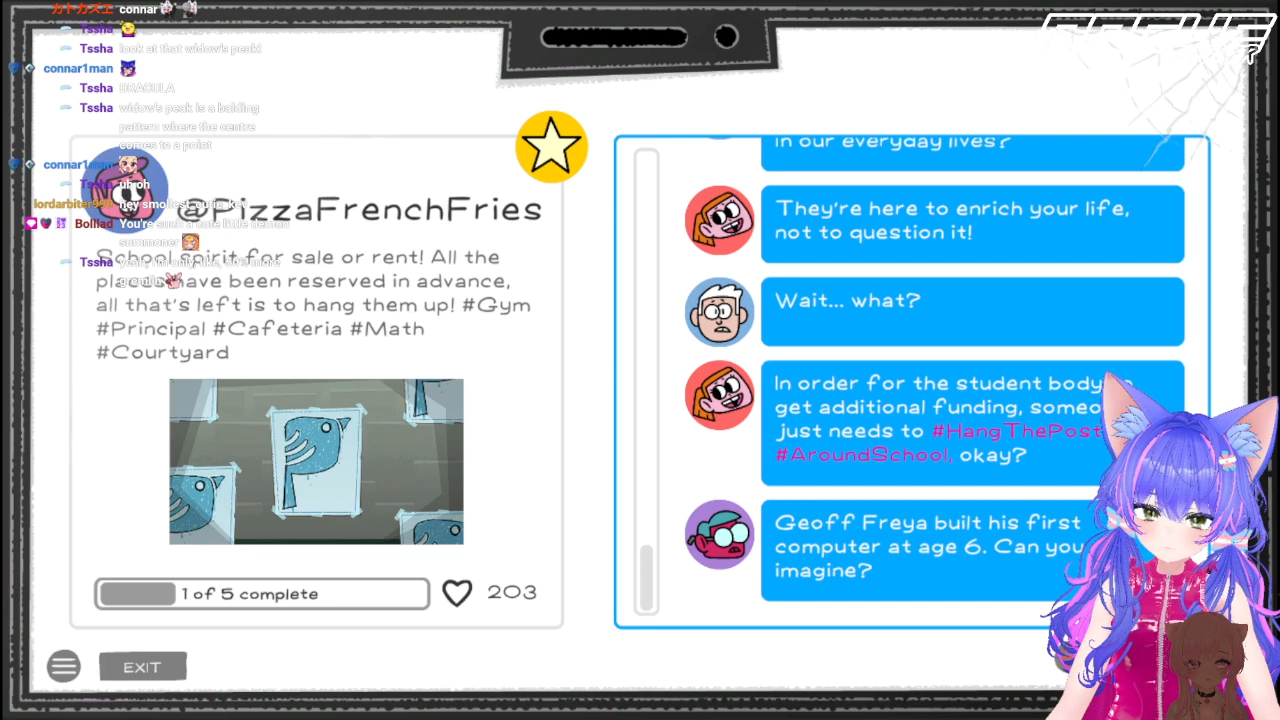 カトカズエ connar
Tssha
Tssha look at that widow's peak!
connar1man
Tssha DRACULA
Tssha widow's peak is a balding
pattern where the centre
comes to a point
connar1man
Tssha uh oh
hey smollest cutie kev
Bolliad You're such a cute little demon
summoner
Tssha
@PizzaFrenchFries
School spirit for sale or rent! All the
places have been reserved in advance,
all that's left is to hang them up! #Gym
#Principal #Cafeteria #Math
#Courtyard
1 of 5 complete
203
EXIT
in our everyday lives?
They're here to enrich your life,
not to question it!
Wait... what?
In order for the student body
get additional funding, someo
just needs to #HangThePost
#AroundSchool, okay?
Geoff Freya built his first
computer at age 6. Can you
imagine?